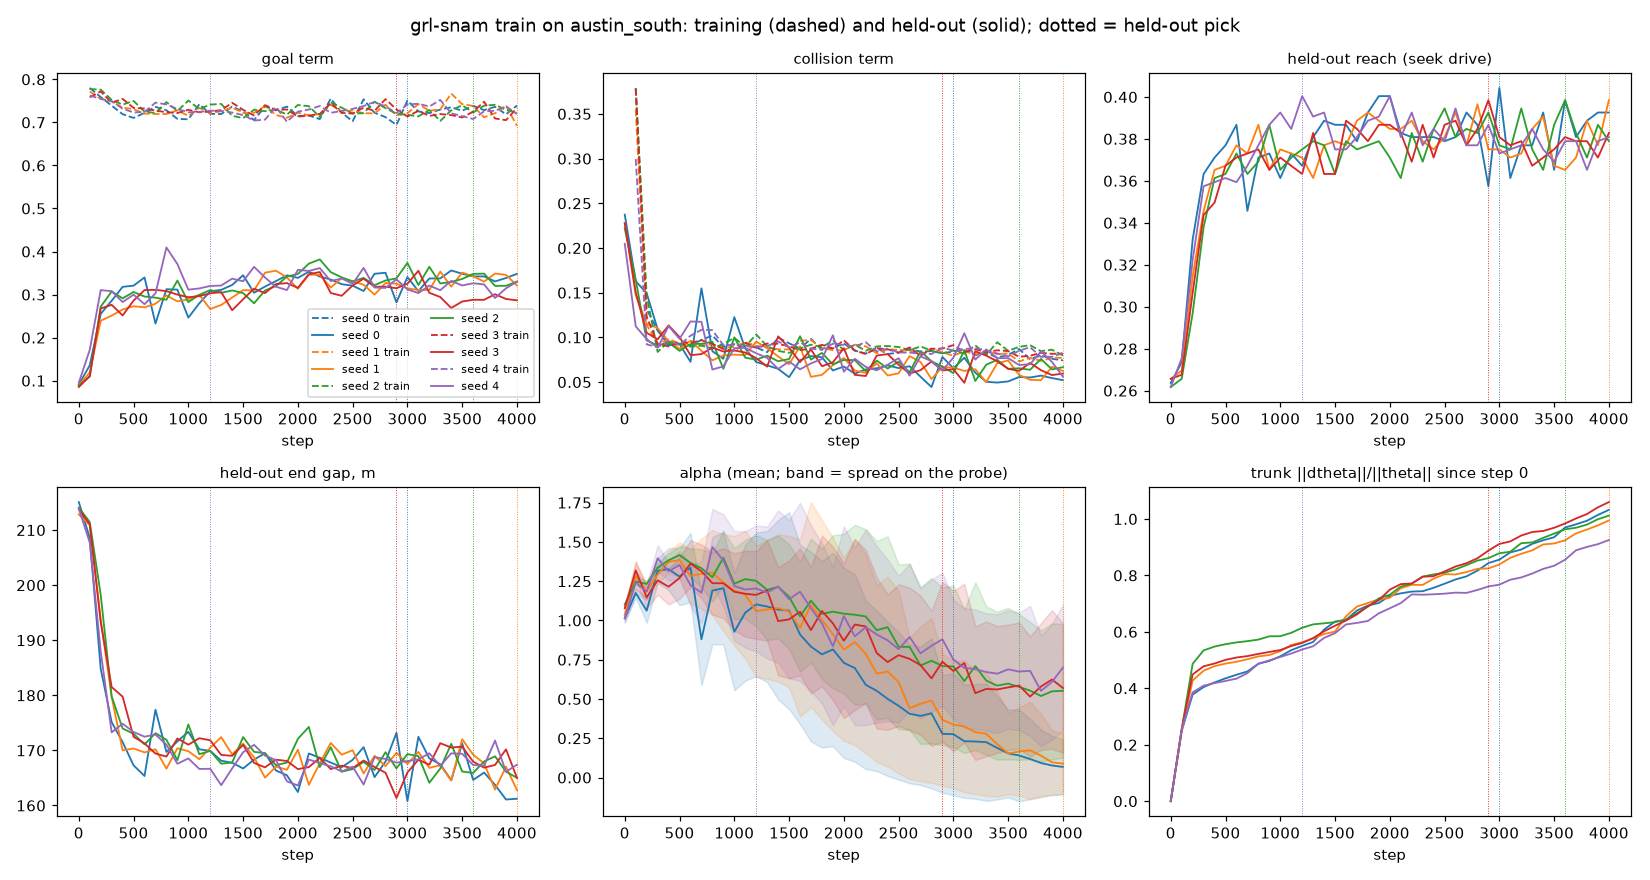 grl-snam train on austin_south: training (dashed) and held-out (solid); dotted = held-out pick
goal term
0.8
0.7
0.6
0.5
0.4
0.3
0.2
0.1
0 500 1000 1500 2000 2500 3000 3500 4000
step
seed 0 train
seed 0
seed 1 train
seed 1
seed 2 train
seed 2
seed 3 train
seed 3
seed 4 train
seed 4
collision term
0.35
0.30
0.25
0.20
0.15
0.10
0.05
0 500 1000 1500 2000 2500 3000 3500 4000
step
held-out reach (seek drive)
0.40
0.38
0.36
0.34
0.32
0.30
0.28
0.26
0 500 1000 1500 2000 2500 3000 3500 4000
step
held-out end gap, m
210
200
190
180
170
160
0 500 1000 1500 2000 2500 3000 3500 4000
step
alpha (mean; band = spread on the probe)
1.75
1.50
1.25
1.00
0.75
0.50
0.25
0.00
0 500 1000 1500 2000 2500 3000 3500 4000
step
trunk ||dtheta||/||theta|| since step 0
1.0
0.8
0.6
0.4
0.2
0.0
0 500 1000 1500 2000 2500 3000 3500 4000
step